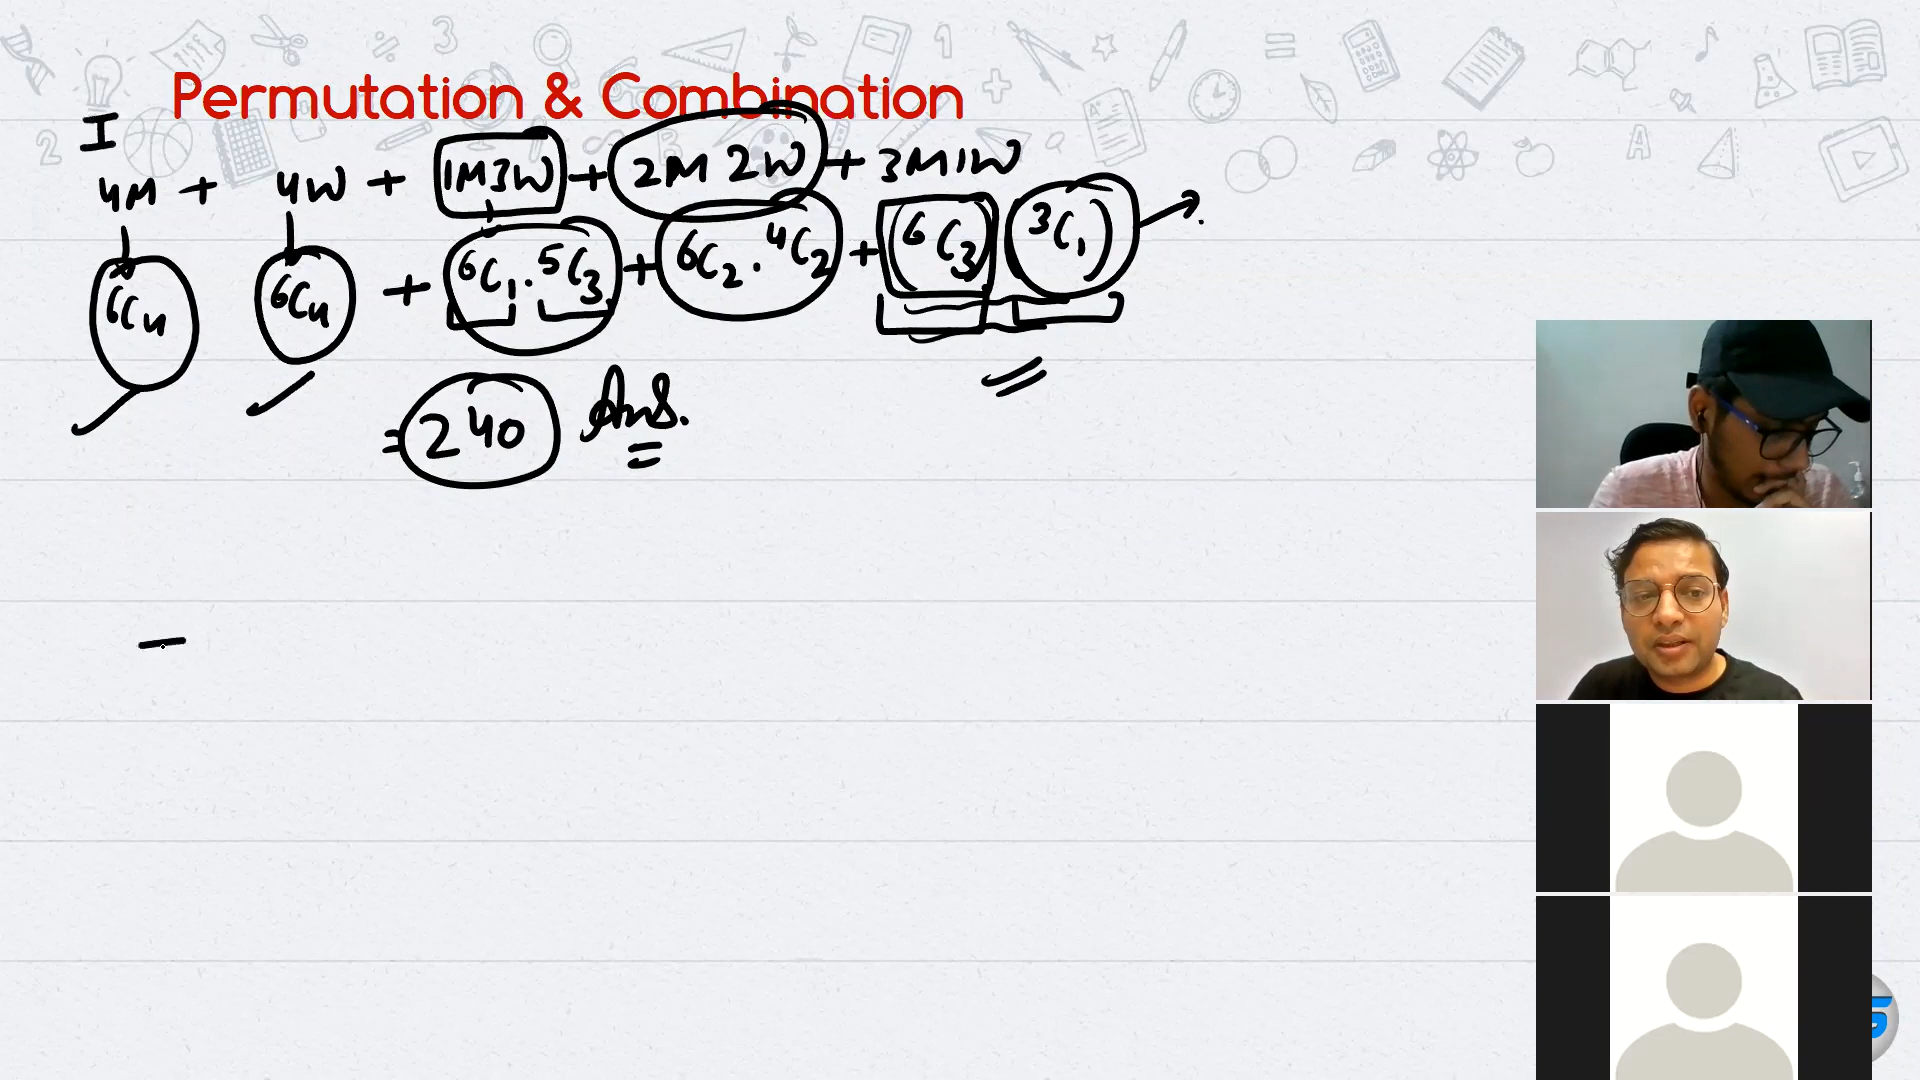 Permutation & Combination
I
4M + 4W + 1M3W + 2M 2W + 3M1W
6C4 6C4 + 6C1 . 5C3 + 6C2 . 4C2 + (6C3) (3C1)
= 240 Ans.